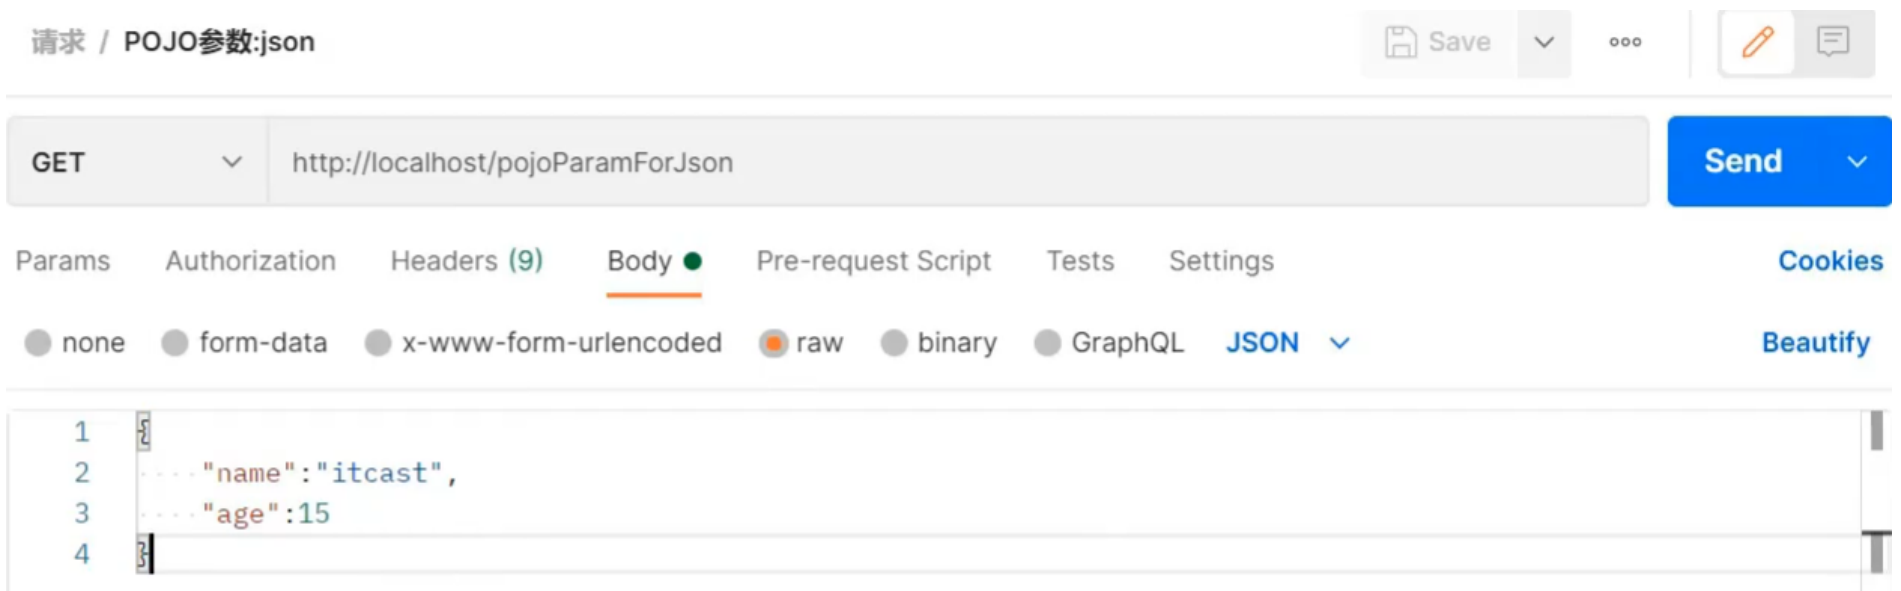 请求 / POJO参数:json Save
GET http://localhost/pojoParamForJson Send
Params Authorization Headers (9) Body Pre-request Script Tests Settings Cookies
none form-data x-www-form-urlencoded raw binary GraphQL JSON Beautify
1 {
2 "name":"itcast",
3 "age":15
4 }